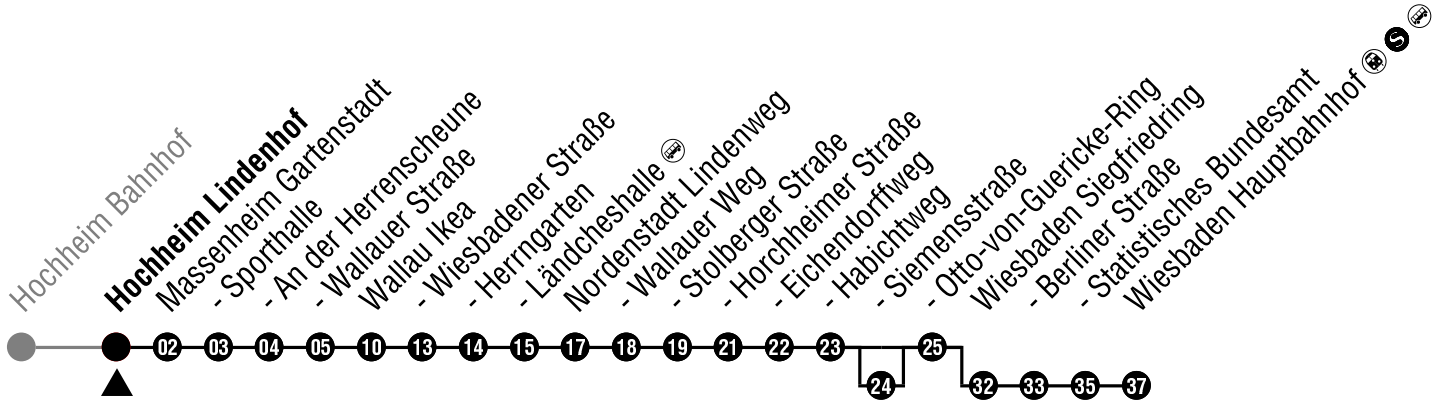 Hochheim Bahnhof
Hochheim Lindenhof
Massenheim Gartenstadt
- Sporthalle
- An der Herrenscheune
- Wallauer Straße
Wallau Ikea
- Wiesbadener Straße
- Herrngarten
- Ländcheshalle
Nordenstadt Lindenweg
- Wallauer Weg
- Stolberger Straße
- Horchheimer Straße
- Eichendorffweg
- Habichtweg
- Siemensstraße
- Otto-von-Guericke-Ring
Wiesbaden Siegfriedring
- Berliner Straße
- Statistisches Bundesamt
Wiesbaden Hauptbahnhof S
02 03 04 05 10 13 14 15 17 18 19 21 22 23 25
24 32 33 35 37